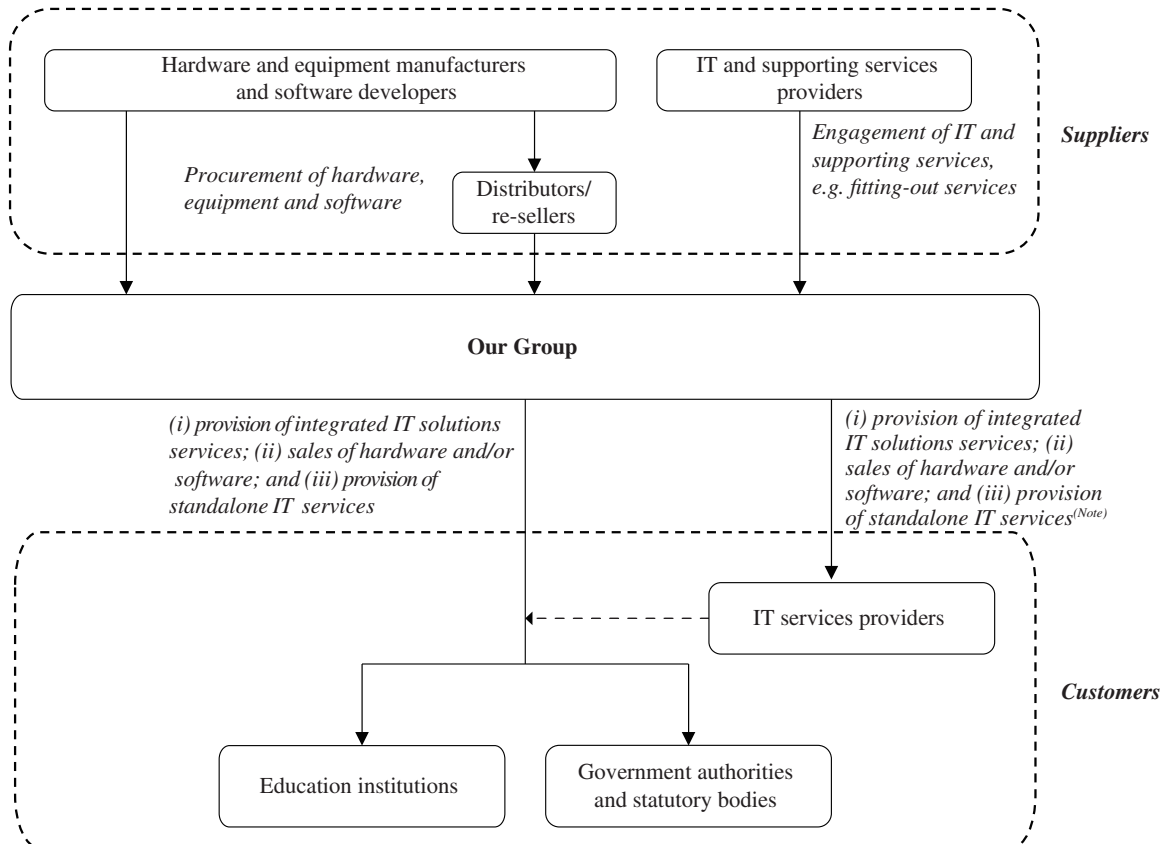 Hardware and equipment manufacturers
and software developers
IT and supporting services
providers
Procurement of hardware,
equipment and software
Distributors/
re-sellers
Engagement of IT and
supporting services,
e.g. fitting-out services
Suppliers
Our Group
(i) provision of integrated IT solutions
services; (ii) sales of hardware and/or
software; and (iii) provision of
standalone IT services
(i) provision of integrated
IT solutions services; (ii)
sales of hardware and/or
software; and (iii) provision
of standalone IT services(Note)
IT services providers
Customers
Education institutions
Government authorities
and statutory bodies